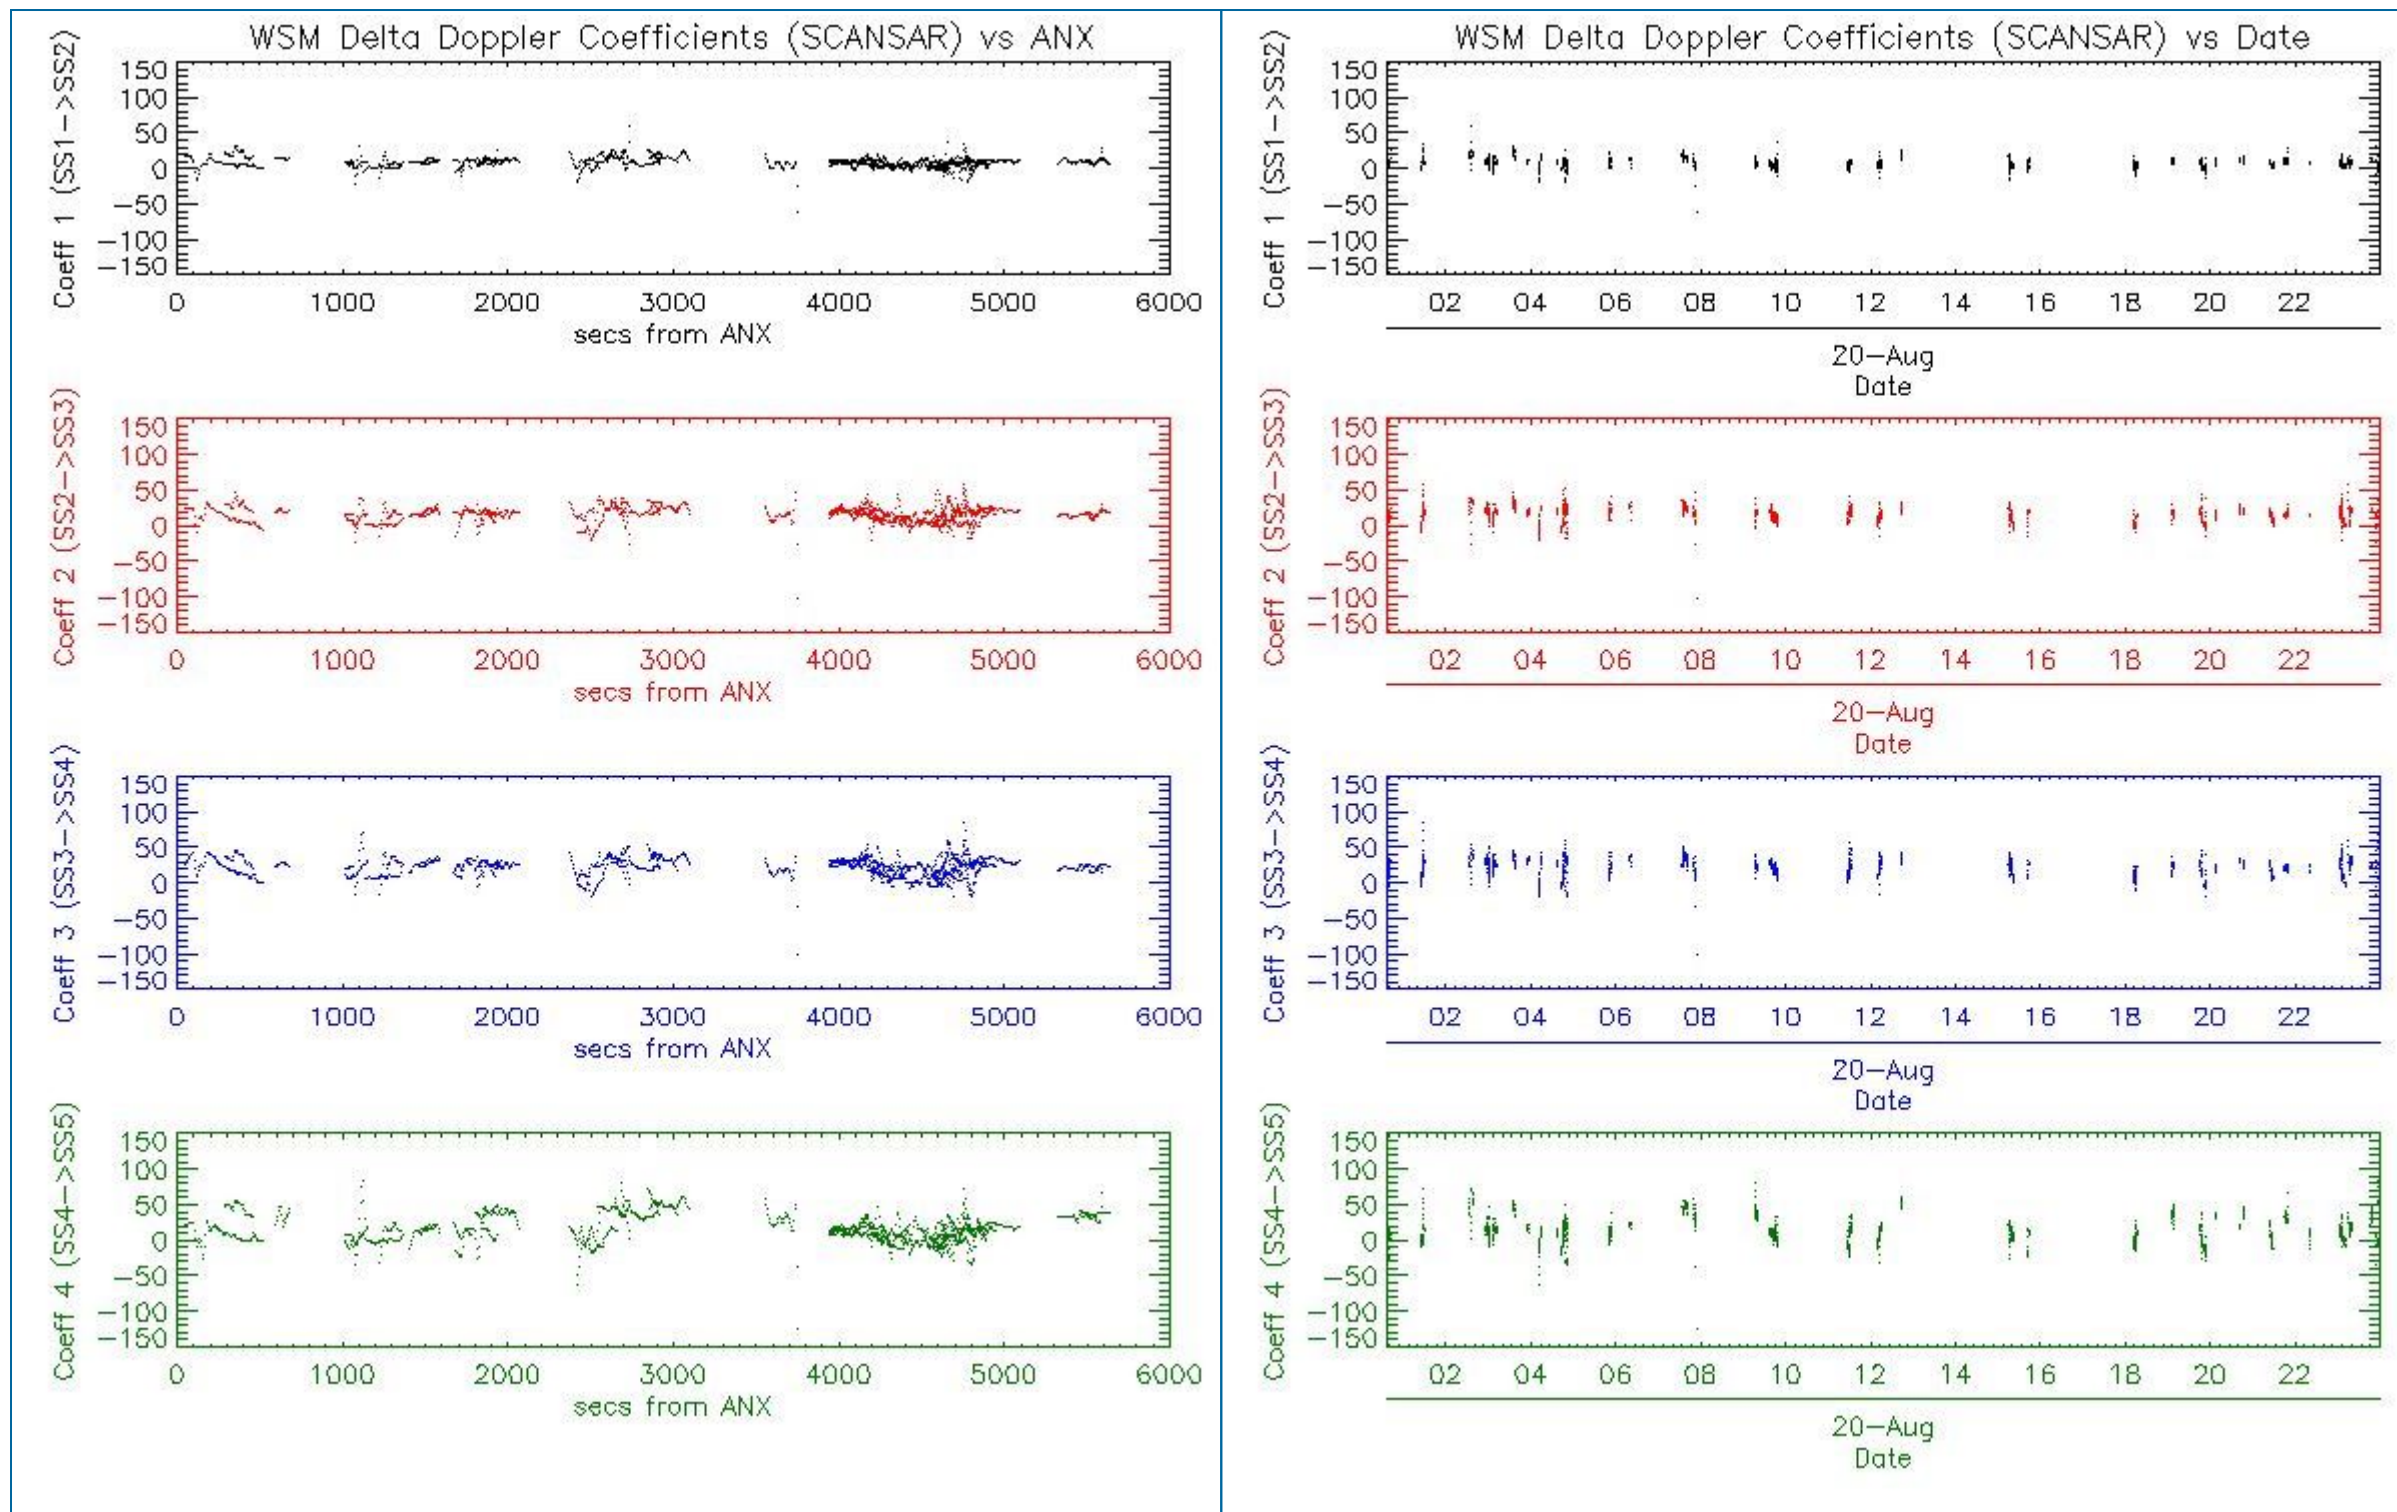 WSM Delta Doppler Coefficients (SCANSAR) vs ANX
Coeff 1 (SS1->SS2)
150
100
50
0
-50
-100
-150
0 1000 2000 3000 4000 5000 6000
secs from ANX
Coeff 2 (SS2->SS3)
150
100
50
0
-50
-100
-150
0 1000 2000 3000 4000 5000 6000
secs from ANX
Coeff 3 (SS3->SS4)
150
100
50
0
-50
-100
-150
0 1000 2000 3000 4000 5000 6000
secs from ANX
Coeff 4 (SS4->SS5)
150
100
50
0
-50
-100
-150
0 1000 2000 3000 4000 5000 6000
secs from ANX
WSM Delta Doppler Coefficients (SCANSAR) vs Date
Coeff 1 (SS1->SS2)
150
100
50
0
-50
-100
-150
02 04 06 08 10 12 14 16 18 20 22
20-Aug
Date
Coeff 2 (SS2->SS3)
150
100
50
0
-50
-100
-150
02 04 06 08 10 12 14 16 18 20 22
20-Aug
Date
Coeff 3 (SS3->SS4)
150
100
50
0
-50
-100
-150
02 04 06 08 10 12 14 16 18 20 22
20-Aug
Date
Coeff 4 (SS4->SS5)
150
100
50
0
-50
-100
-150
02 04 06 08 10 12 14 16 18 20 22
20-Aug
Date